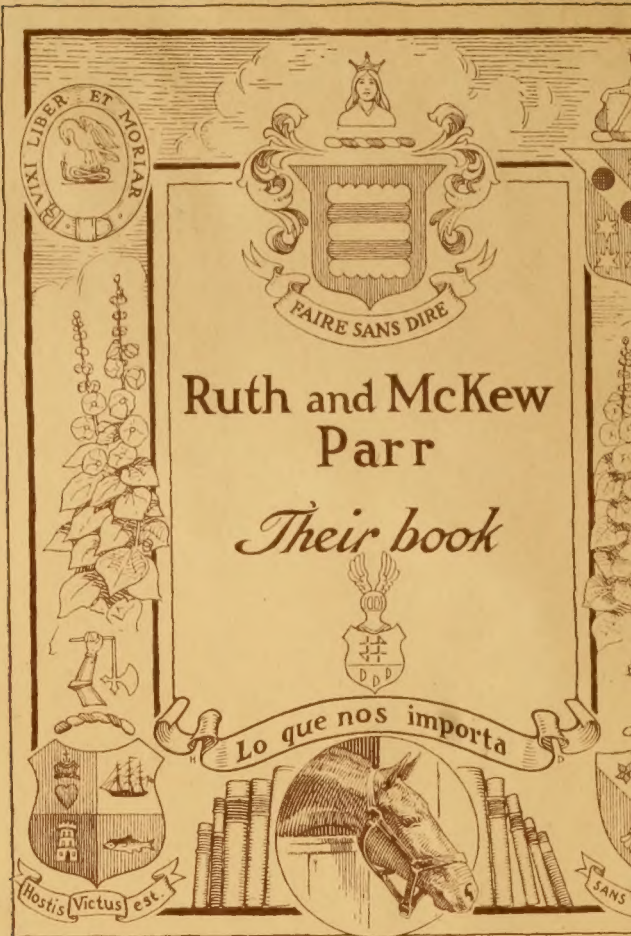 VIXI LIBER ET MORIAR
FAIRE SANS DIRE
Ruth and McKew
Parr
Their book
D D D
Lo que nos importa
H D
Hostis Victus est.
SANS